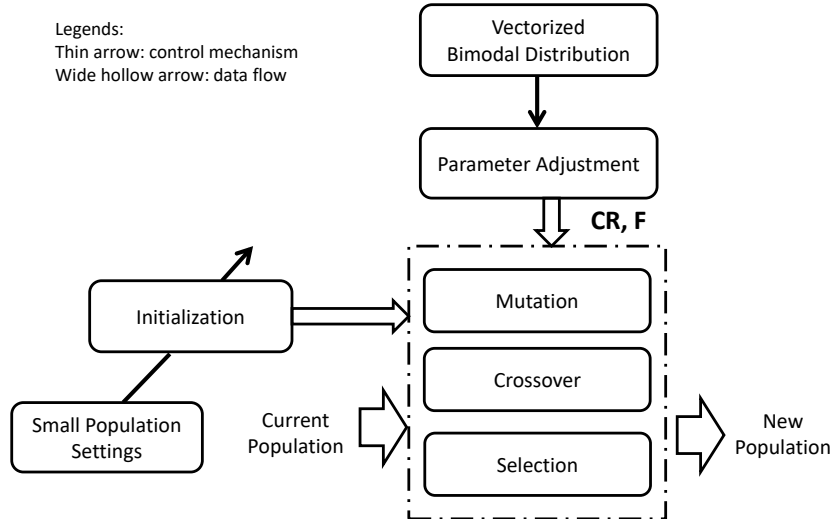 Legends:
Thin arrow: control mechanism
Wide hollow arrow: data flow
Vectorized
Bimodal Distribution
Parameter Adjustment
CR, F
Mutation
Initialization
Crossover
Small Population
Settings
Current
Population
Selection
New
Population